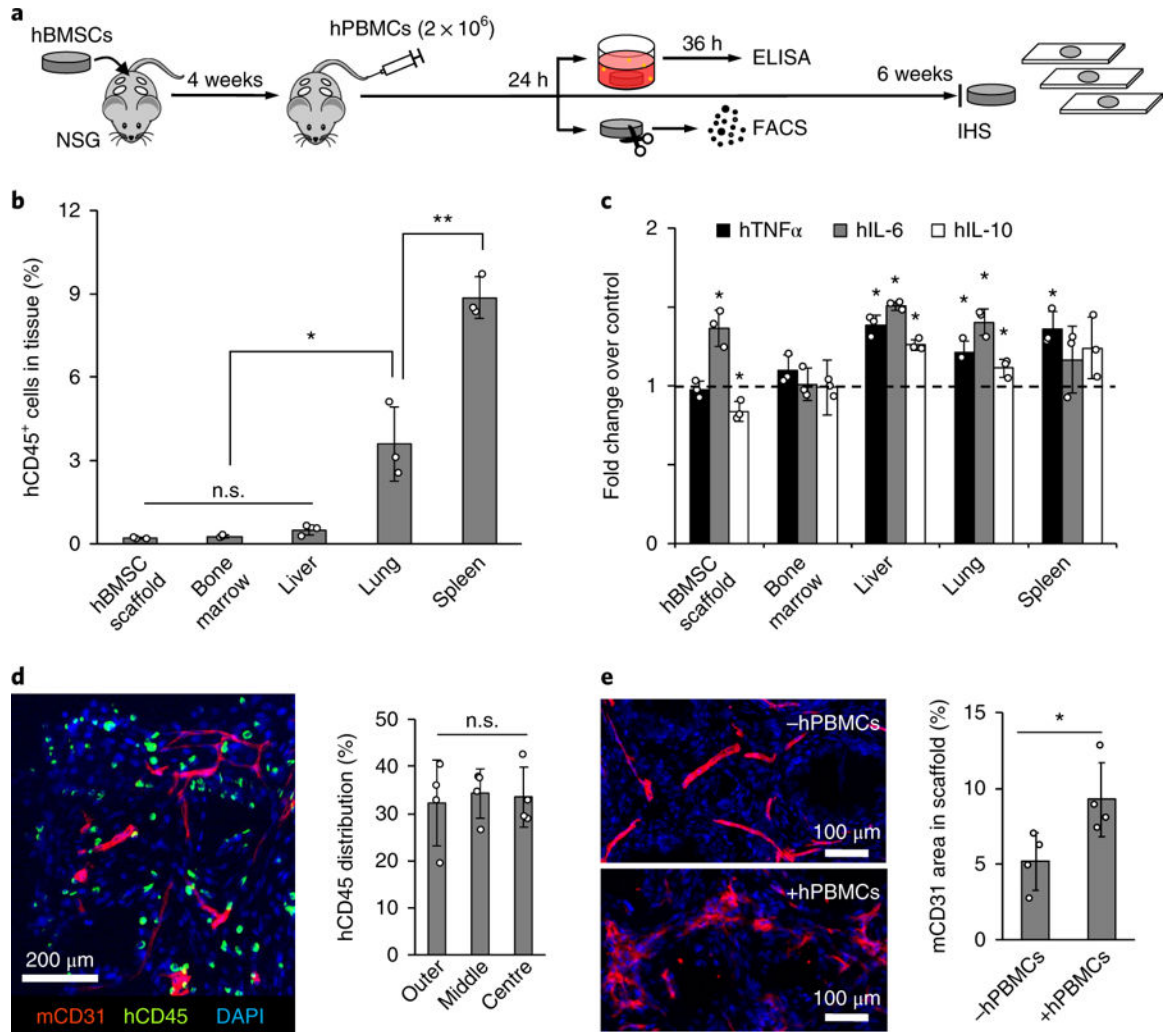 a
hBMSCs
NSG
4 weeks
hPBMCs (2 × 10⁶)
24 h
36 h
ELISA
FACS
6 weeks
IHS
b
hCD45⁺ cells in tissue (%)
12
9
6
3
0
n.s.
*
**
hBMSC scaffold
Bone marrow
Liver
Lung
Spleen
c
Fold change over control
2
1
0
hTNFα hIL-6 hIL-10
*
*
* * *
* * *
*
hBMSC scaffold
Bone marrow
Liver
Lung
Spleen
d
200 μm
mCD31 hCD45 DAPI
hCD45 distribution (%)
50
40
30
20
10
0
n.s.
Outer
Middle
Centre
e
–hPBMCs
100 μm
+hPBMCs
100 μm
mCD31 area in scaffold (%)
15
10
5
0
*
–hPBMCs
+hPBMCs